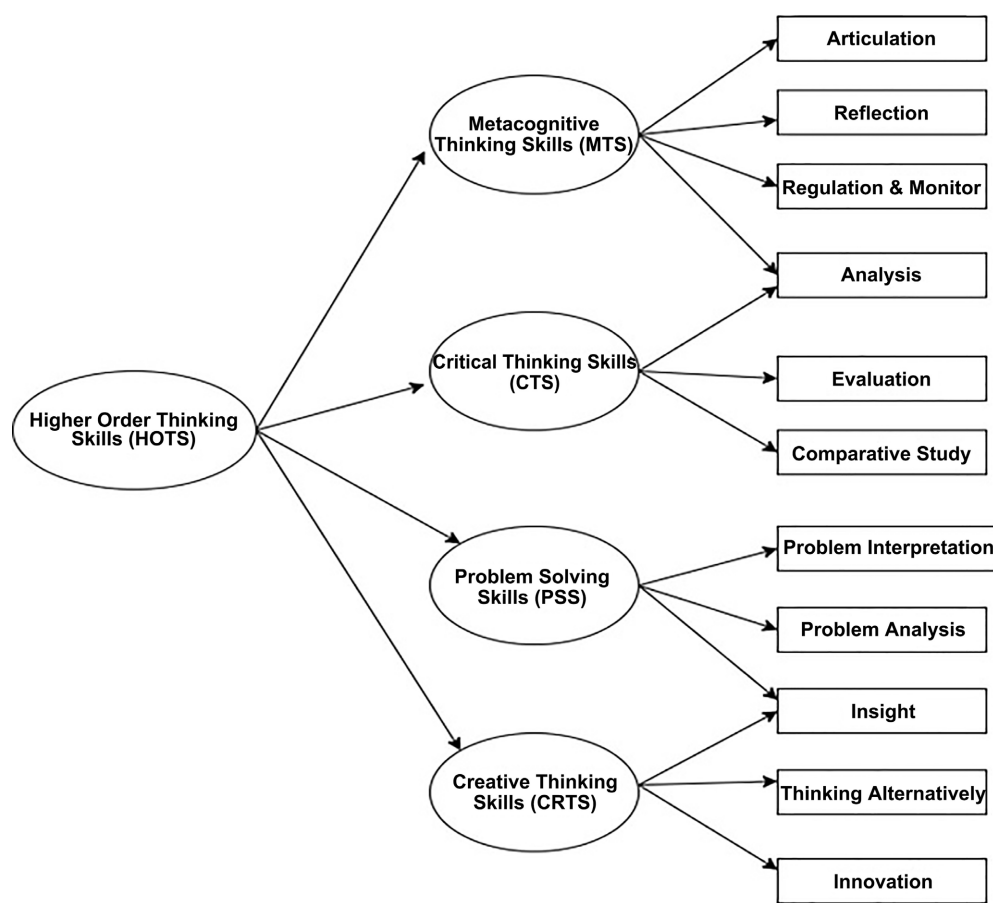 Articulation
Metacognitive
Thinking Skills (MTS)
Reflection
Regulation & Monitor
Analysis
Critical Thinking Skills
(CTS)
Evaluation
Higher Order Thinking
Skills (HOTS)
Comparative Study
Problem Interpretation
Problem Solving
Skills (PSS)
Problem Analysis
Insight
Creative Thinking
Skills (CRTS)
Thinking Alternatively
Innovation